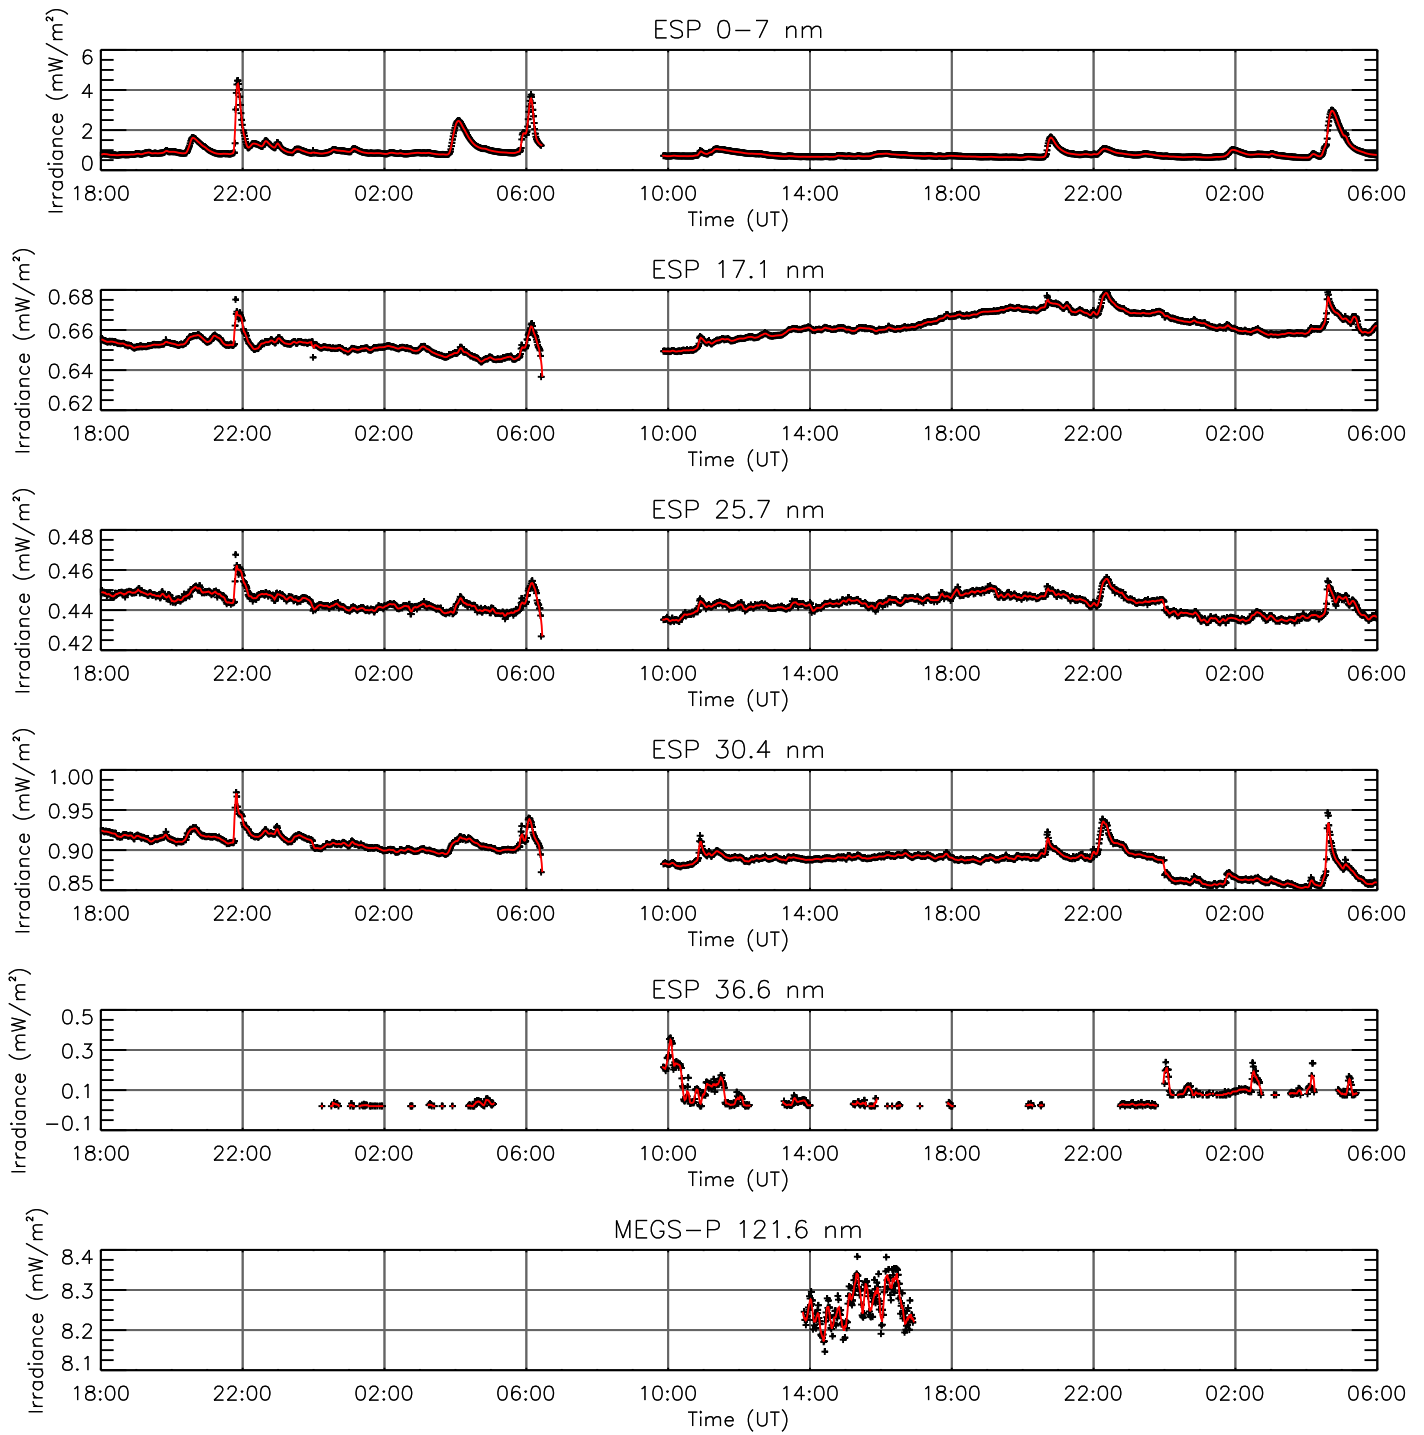 ESP 0-7 nm
Irradiance (mW/m²)
6
4
2
0
18:00 22:00 02:00 06:00 10:00 14:00 18:00 22:00 02:00 06:00
Time (UT)
ESP 17.1 nm
Irradiance (mW/m²)
0.68
0.66
0.64
0.62
18:00 22:00 02:00 06:00 10:00 14:00 18:00 22:00 02:00 06:00
Time (UT)
ESP 25.7 nm
Irradiance (mW/m²)
0.48
0.46
0.44
0.42
18:00 22:00 02:00 06:00 10:00 14:00 18:00 22:00 02:00 06:00
Time (UT)
ESP 30.4 nm
Irradiance (mW/m²)
1.00
0.95
0.90
0.85
18:00 22:00 02:00 06:00 10:00 14:00 18:00 22:00 02:00 06:00
Time (UT)
ESP 36.6 nm
Irradiance (mW/m²)
0.5
0.3
0.1
-0.1
18:00 22:00 02:00 06:00 10:00 14:00 18:00 22:00 02:00 06:00
Time (UT)
MEGS-P 121.6 nm
Irradiance (mW/m²)
8.4
8.3
8.2
8.1
18:00 22:00 02:00 06:00 10:00 14:00 18:00 22:00 02:00 06:00
Time (UT)